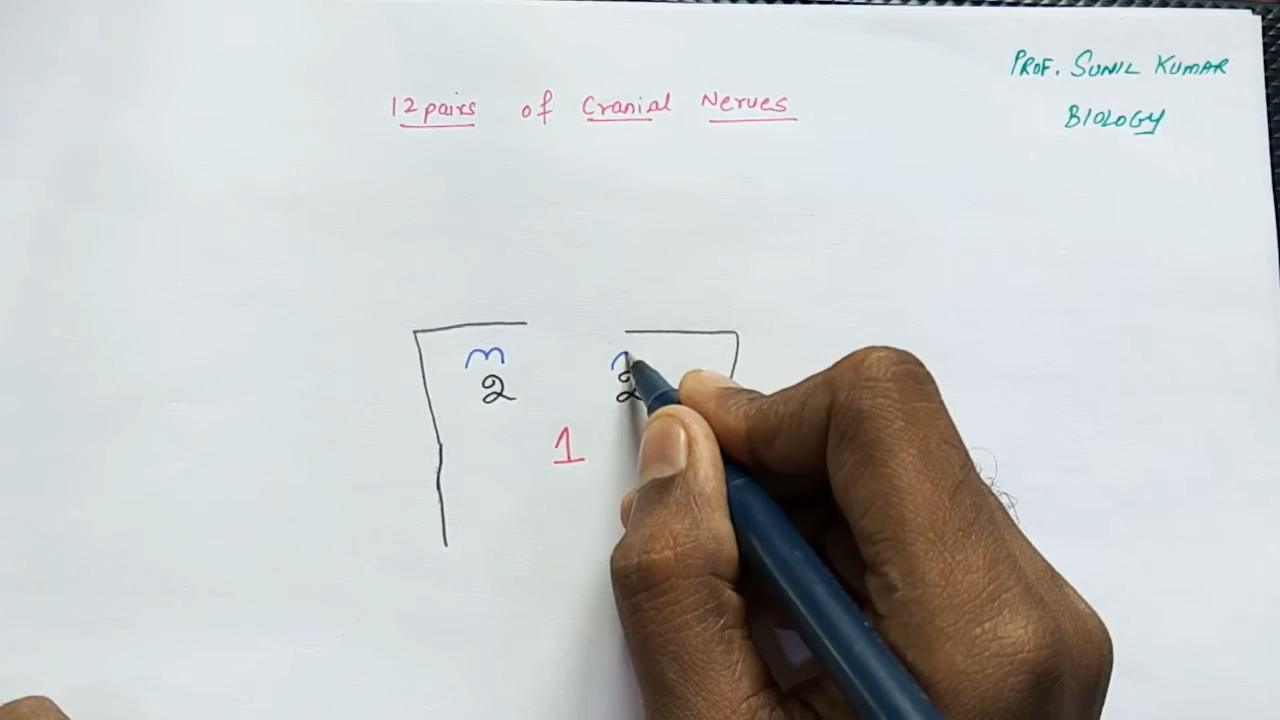 PROF. SUNIL KUMAR
BIOLOGY
12 pairs of Cranial Nerves
2 2
1